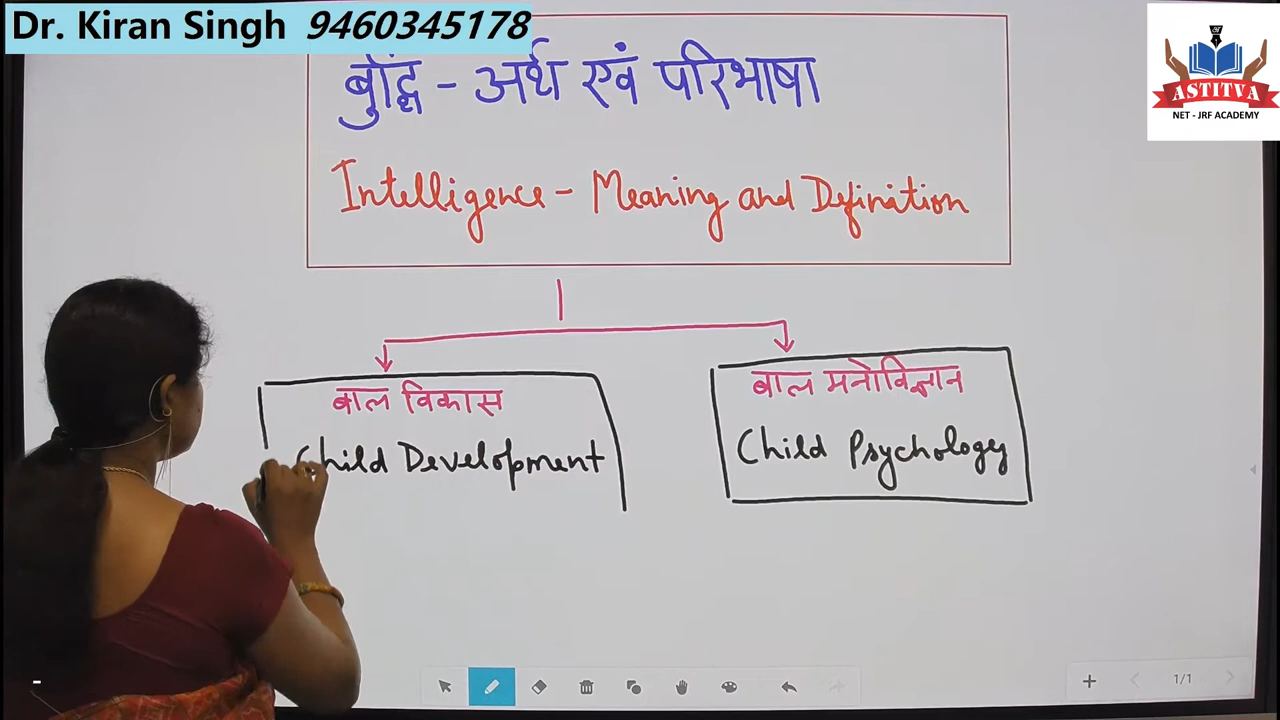 Dr. Kiran Singh 9460345178
ASTITVA
NET - JRF ACADEMY
बुद्धि - अर्थ एवं परिभाषा
Intelligence - Meaning and Definition
बाल विकास
Child Development
बाल मनोविज्ञान
Child Psychology
1/1